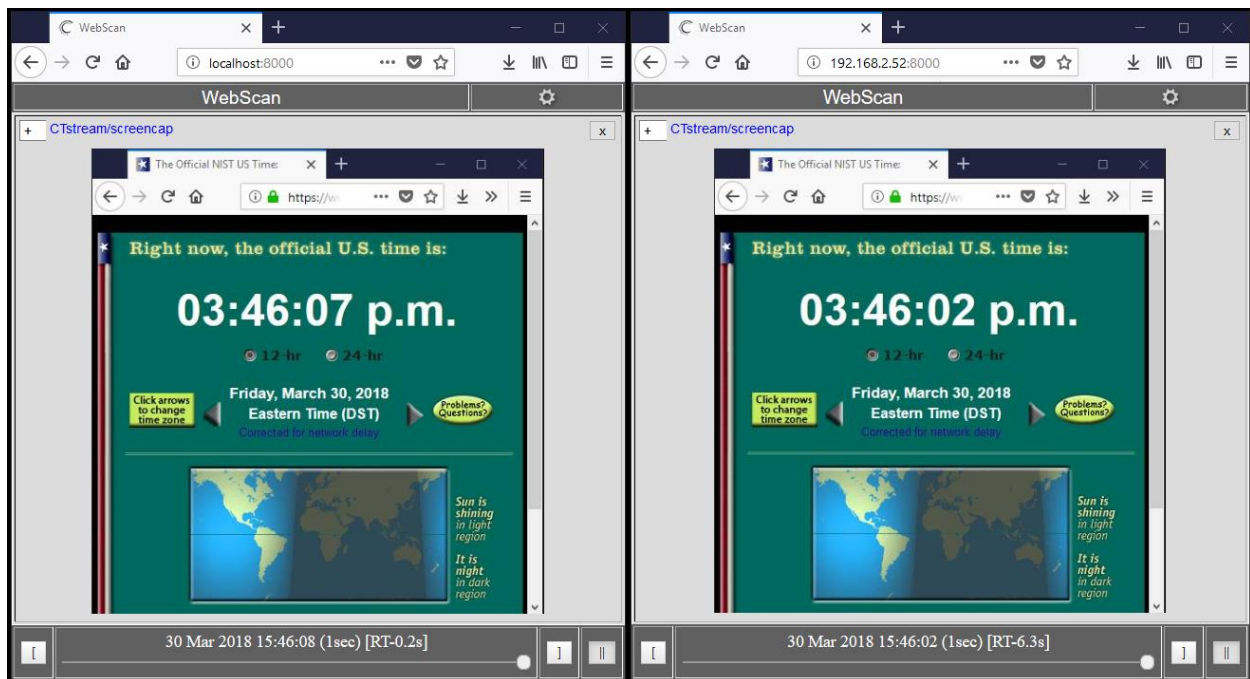 WebScan
localhost:8000
WebScan
+ CTstream/screencap x
The Official NIST US Time:
https://w
Right now, the official U.S. time is:
03:46:07 p.m.
12-hr 24-hr
Click arrows
to change
time zone
Friday, March 30, 2018
Eastern Time (DST)
Corrected for network delay
Problems?
Questions?
Sun is
shining
in light
region
It is
night
in dark
region
[ 30 Mar 2018 15:46:08 (1sec) [RT-0.2s] ] ||
WebScan
192.168.2.52:8000
WebScan
+ CTstream/screencap x
The Official NIST US Time:
https://w
Right now, the official U.S. time is:
03:46:02 p.m.
12-hr 24-hr
Click arrows
to change
time zone
Friday, March 30, 2018
Eastern Time (DST)
Corrected for network delay
Problems?
Questions?
Sun is
shining
in light
region
It is
night
in dark
region
[ 30 Mar 2018 15:46:02 (1sec) [RT-6.3s] ] ||